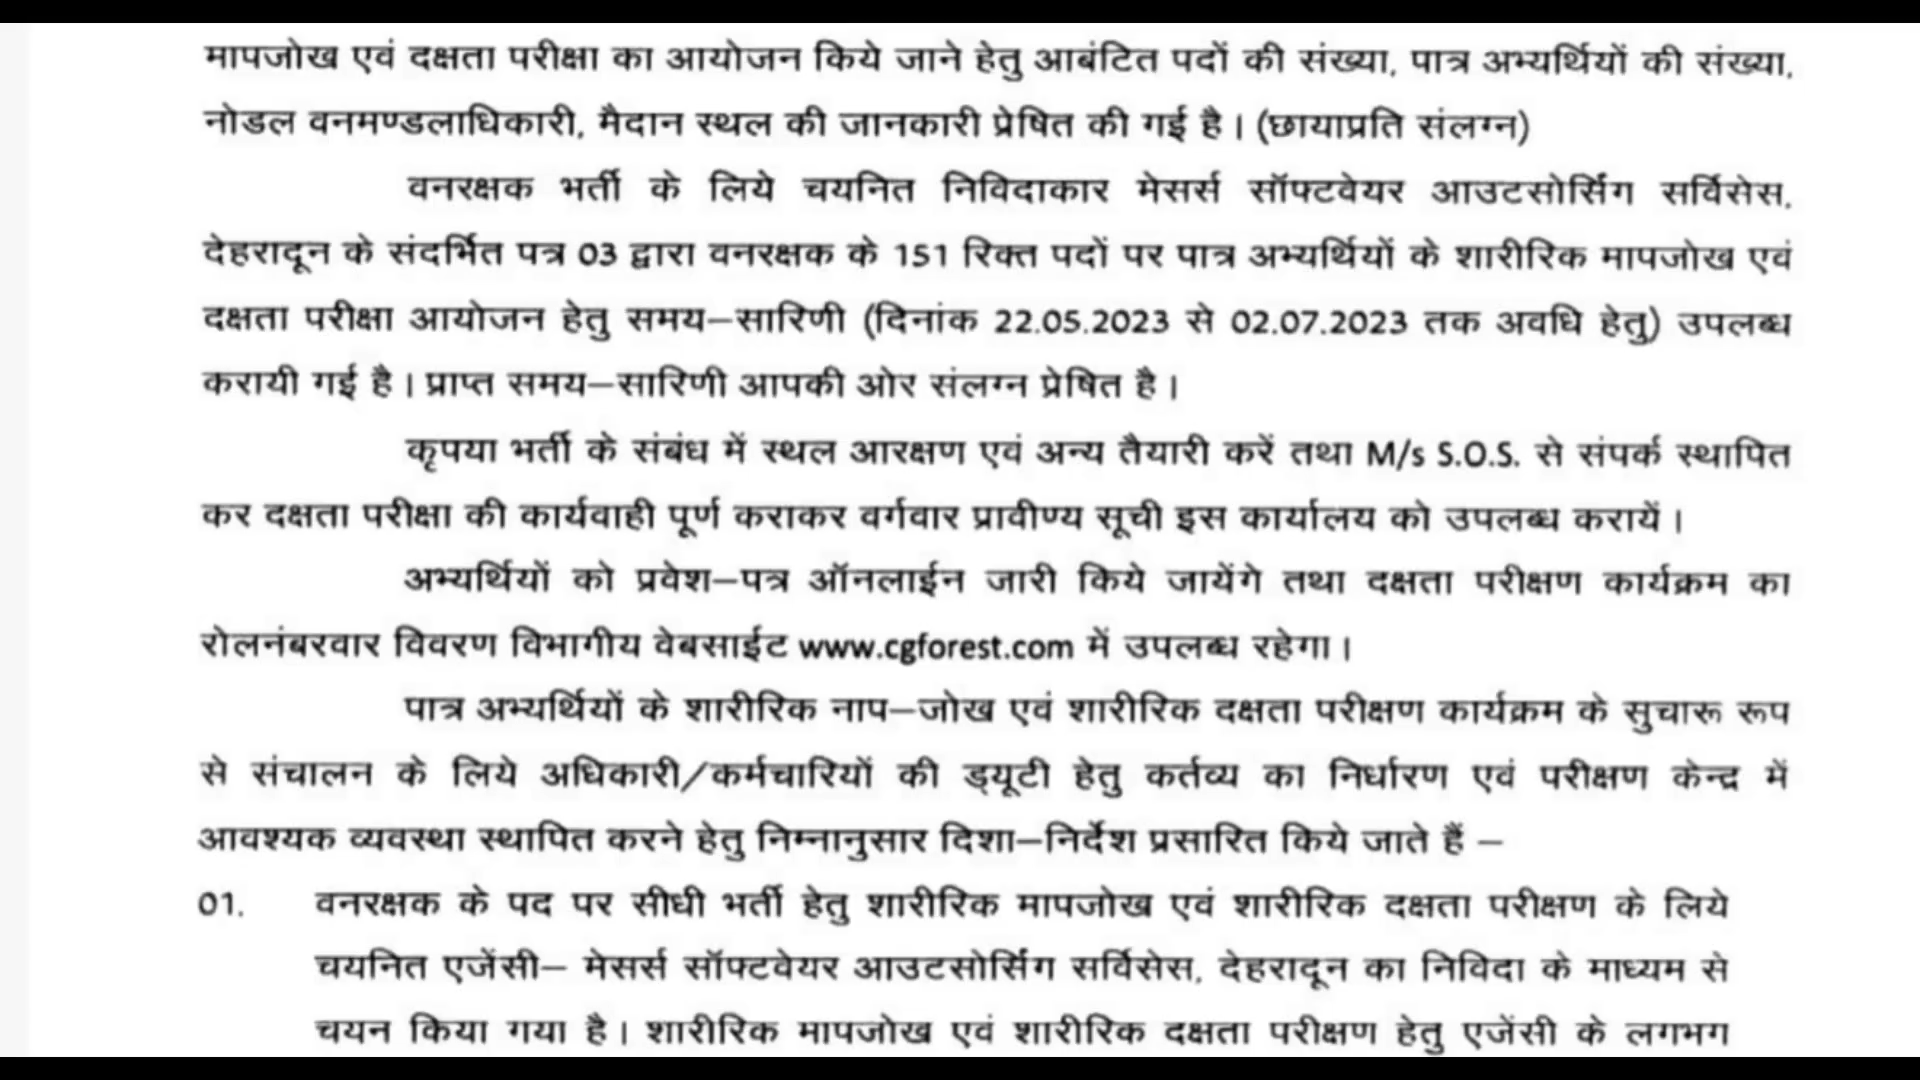 मापजोख एवं दक्षता परीक्षा का आयोजन किये जाने हेतु आबंटित पदों की संख्या, पात्र अभ्यर्थियों की संख्या,
नोडल वनमण्डलाधिकारी, मैदान स्थल की जानकारी प्रेषित की गई है। (छायाप्रति संलग्न)
वनरक्षक भर्ती के लिये चयनित निविदाकार मेसर्स सॉफ्टवेयर आउटसोर्सिंग सर्विसेस,
देहरादून के संदर्भित पत्र 03 द्वारा वनरक्षक के 151 रिक्त पदों पर पात्र अभ्यर्थियों के शारीरिक मापजोख एवं
दक्षता परीक्षा आयोजन हेतु समय–सारिणी (दिनांक 22.05.2023 से 02.07.2023 तक अवधि हेतु) उपलब्ध
करायी गई है। प्राप्त समय–सारिणी आपकी ओर संलग्न प्रेषित है।
कृपया भर्ती के संबंध में स्थल आरक्षण एवं अन्य तैयारी करें तथा M/s S.O.S. से संपर्क स्थापित
कर दक्षता परीक्षा की कार्यवाही पूर्ण कराकर वर्गवार प्रावीण्य सूची इस कार्यालय को उपलब्ध करायें।
अभ्यर्थियों को प्रवेश–पत्र ऑनलाईन जारी किये जायेंगे तथा दक्षता परीक्षण कार्यक्रम का
रोलनंबरवार विवरण विभागीय वेबसाईट www.cgforest.com में उपलब्ध रहेगा।
पात्र अभ्यर्थियों के शारीरिक नाप–जोख एवं शारीरिक दक्षता परीक्षण कार्यक्रम के सुचारू रूप
से संचालन के लिये अधिकारी/कर्मचारियों की ड्यूटी हेतु कर्तव्य का निर्धारण एवं परीक्षण केन्द्र में
आवश्यक व्यवस्था स्थापित करने हेतु निम्नानुसार दिशा–निर्देश प्रसारित किये जाते हैं –
01. वनरक्षक के पद पर सीधी भर्ती हेतु शारीरिक मापजोख एवं शारीरिक दक्षता परीक्षण के लिये
चयनित एजेंसी– मेसर्स सॉफ्टवेयर आउटसोर्सिंग सर्विसेस, देहरादून का निविदा के माध्यम से
चयन किया गया है। शारीरिक मापजोख एवं शारीरिक दक्षता परीक्षण हेतु एजेंसी के लगभग